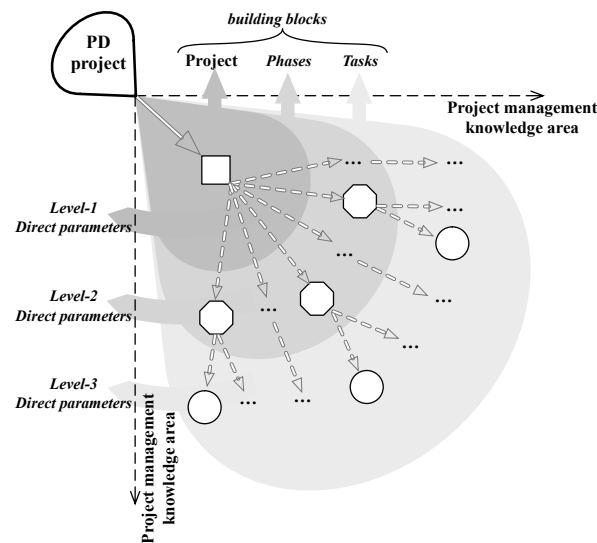 building blocks
PD
project
Project
Phases
Tasks
Project management
knowledge area
... ...
Level-1
Direct parameters
...
...
Level-2
Direct parameters
...
...
...
Level-3
Direct parameters
... ...
Project management
knowledge area